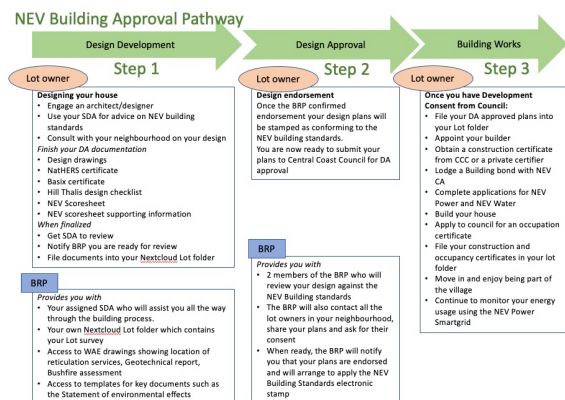 NEV Building Approval Pathway
Design Development
Design Approval
Building Works
Lot owner
Step 1
Designing your house
• Engage an architect/designer
• Use your SDA for advice on NEV building
standards
• Consult with your neighbourhood on your design
Finish your DA documentation
• Design drawings
• NatHERS certificate
• Basix certificate
• Hill Thalis design checklist
• NEV Scoresheet
• NEV scoresheet supporting information
When finalized
• Get SDA to review
• Notify BRP you are ready for review
• File documents into your Nextcloud Lot folder
BRP
Provides you with
• Your assigned SDA who will assist you all the way
through the building process.
• Your own Nextcloud Lot folder which contains
your Lot survey
• Access to WAE drawings showing location of
reticulation services, Geotechnical report,
Bushfire assessment
• Access to templates for key documents such as
the Statement of environmental effects
Lot owner
Step 2
Design endorsement
Once the BRP confirmed
endorsement your design plans will
be stamped as conforming to the
NEV building standards.
You are now ready to submit your
plans to Central Coast Council for DA
approval
BRP
Provides you with
• 2 members of the BRP who will
review your design against the
NEV Building standards
• The BRP will also contact all the
lot owners in your neighbourhood,
share your plans and ask for their
consent
• When ready, the BRP will notify
you that your plans are endorsed
and will arrange to apply the NEV
Building Standards electronic
stamp
Lot owner
Step 3
Once you have Development
Consent from Council:
• File your DA approved plans into
your Lot folder
• Appoint your builder
• Obtain a construction certificate
from CCC or a private certifier
• Lodge a Building bond with NEV
CA
• Complete applications for NEV
Power and NEV Water
• Build your house
• Apply to council for an occupation
certificate
• File your construction and
occupancy certificates in your lot
folder
• Move in and enjoy being part of
the village
• Continue to monitor your energy
usage using the NEV Power
Smartgrid